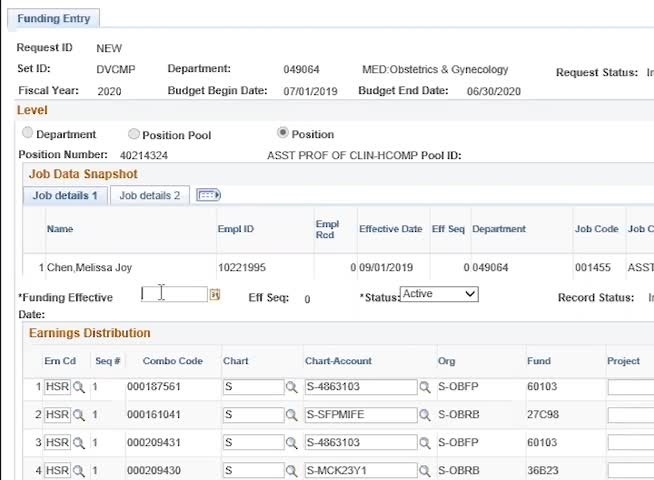 Funding Entry
Request ID NEW
Set ID: DVCMP Department: 049064 MED:Obstetrics & Gynecology Request Status:
Fiscal Year: 2020 Budget Begin Date: 07/01/2019 Budget End Date: 06/30/2020
Level
Department Position Pool Position
Position Number: 40214324 ASST PROF OF CLIN-HCOMP Pool ID:
Job Data Snapshot
Job details 1 Job details 2
Name Empl ID Empl Rcd Effective Date Eff Seq Department Job Code Job C
1 Chen,Melissa Joy 10221995 0 09/01/2019 0 049064 001455 ASST
*Funding Effective Date: Eff Seq: 0 *Status: Active Record Status:
Earnings Distribution
Ern Cd Seq # Combo Code Chart Chart-Account Org Fund Project
1 HSR 1 000187561 S S-4863103 S-OBFP 60103
2 HSR 1 000161041 S S-SFPMIFE S-OBRB 27C98
3 HSR 1 000209431 S S-4863103 S-OBFP 60103
4 HSR 1 000209430 S S-MCK23Y1 S-OBRB 36B23